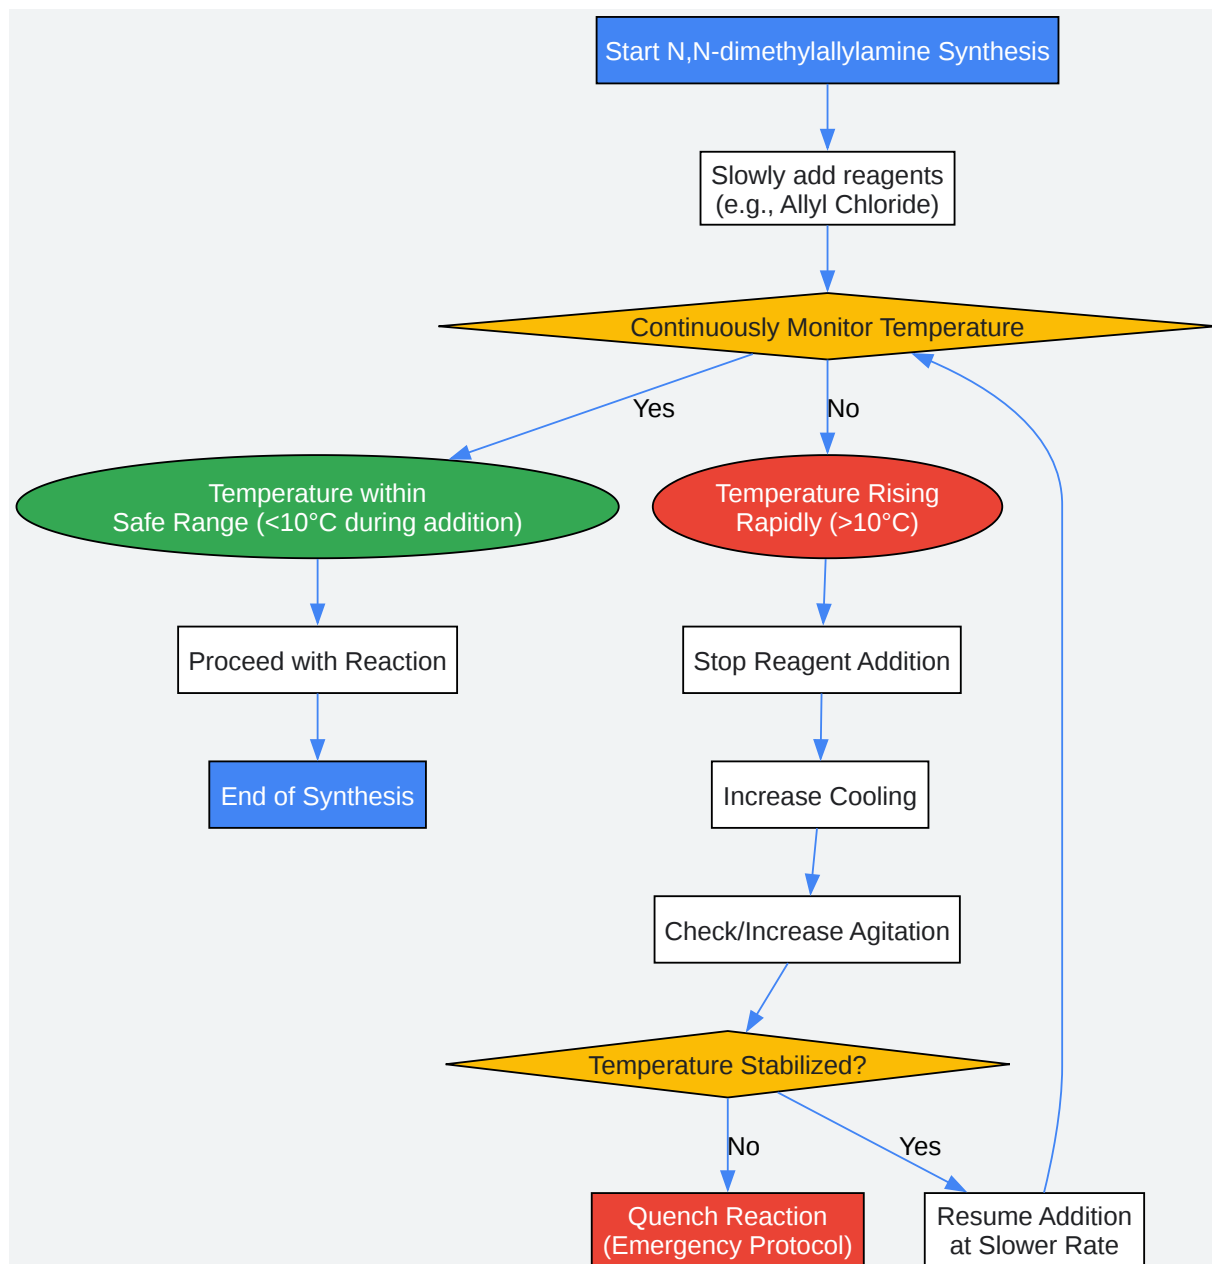 Start N,N-dimethylallylamine Synthesis
Slowly add reagents
(e.g., Allyl Chloride)
Continuously Monitor Temperature
Yes
No
Temperature within
Safe Range (<10°C during addition)
Temperature Rising
Rapidly (>10°C)
Proceed with Reaction
Stop Reagent Addition
End of Synthesis
Increase Cooling
Check/Increase Agitation
Temperature Stabilized?
No
Yes
Quench Reaction
(Emergency Protocol)
Resume Addition
at Slower Rate